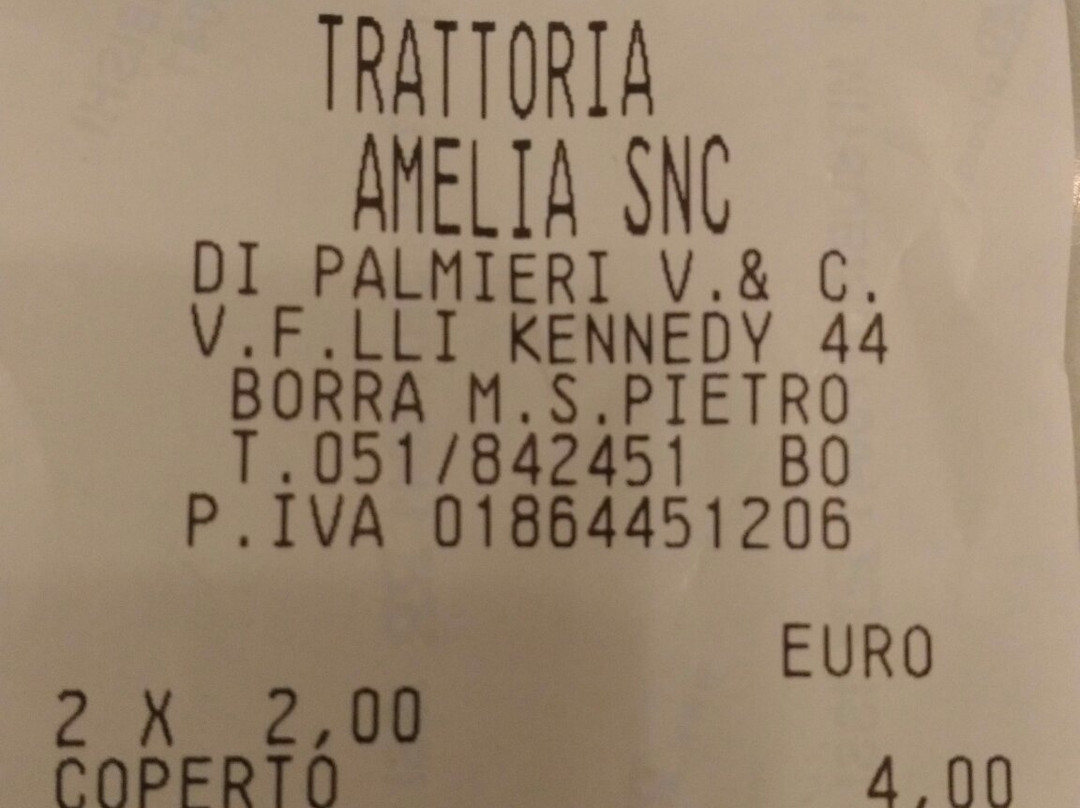 TRATTORIA
AMELIA SNC
DI PALMIERI V.& C.
V.F.LLI KENNEDY 44
BORRA M.S.PIETRO
T.051/842451 BO
P.IVA 01864451206
EURO
2 X 2,00
COPERTO 4,00